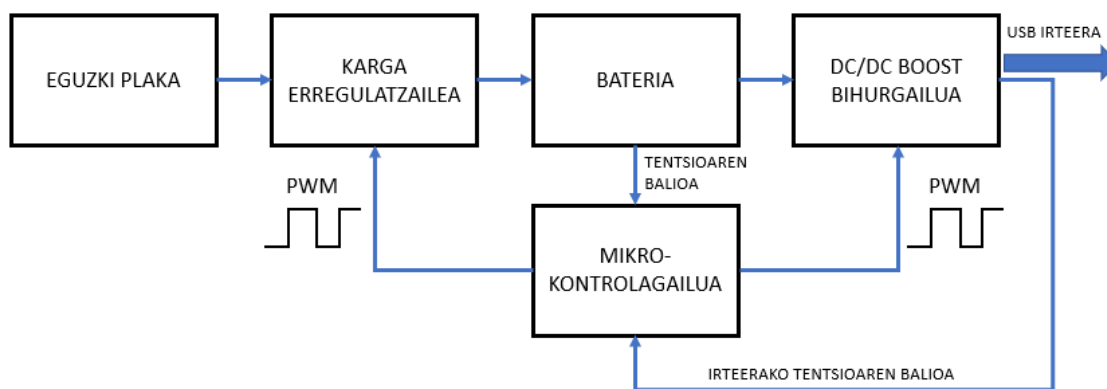 USB IRTEERA
EGUZKI PLAKA
KARGA
ERREGULATZAILEA
BATERIA
DC/DC BOOST
BIHURGAILUA
TENTSIOAREN
BALIOA
PWM
PWM
MIKRO-
KONTROLAGAILUA
IRTEERAKO TENTSIOAREN BALIOA